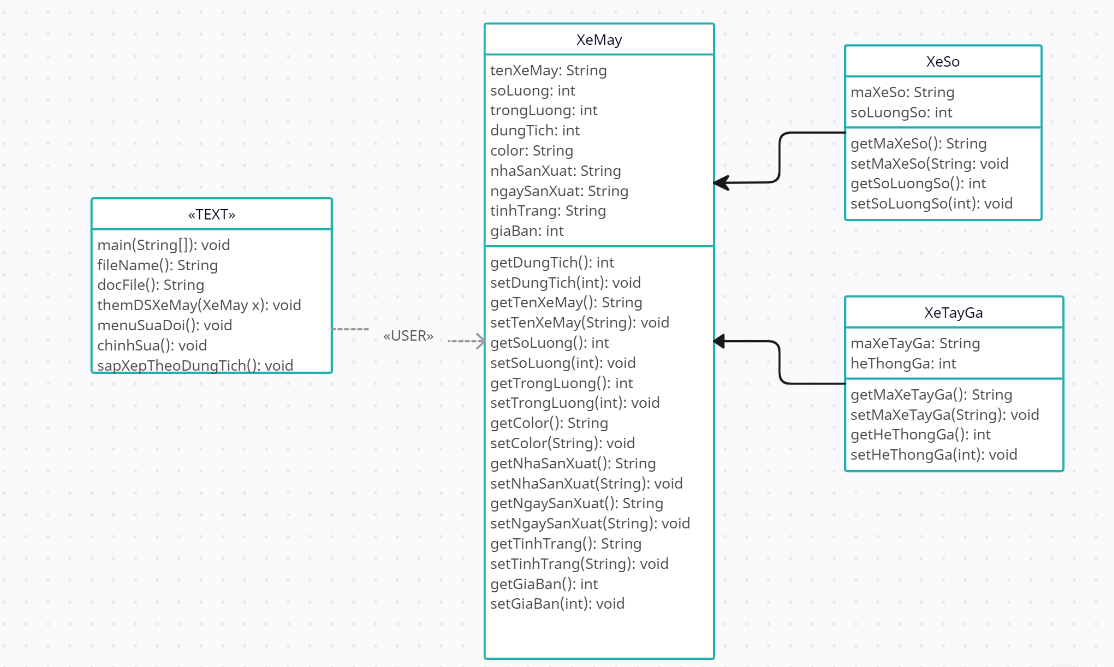 «TEXT»
main(String[]): void
fileName(): String
docFile(): String
themDSXeMay(XeMay x): void
menuSuaDoi(): void
chinhSua(): void
sapXepTheoDungTich(): void
«USER»
XeMay
tenXeMay: String
soLuong: int
trongLuong: int
dungTich: int
color: String
nhaSanXuat: String
ngaySanXuat: String
tinhTrang: String
giaBan: int
getDungTich(): int
setDungTich(int): void
getTenXeMay(): String
setTenXeMay(String): void
getSoLuong(): int
setSoLuong(int): void
getTrongLuong(): int
setTrongLuong(int): void
getColor(): String
setColor(String): void
getNhaSanXuat(): String
setNhaSanXuat(String): void
getNgaySanXuat(): String
setNgaySanXuat(String): void
getTinhTrang(): String
setTinhTrang(String): void
getGiaBan(): int
setGiaBan(int): void
XeSo
maXeSo: String
soLuongSo: int
getMaXeSo(): String
setMaXeSo(String: void
getSoLuongSo(): int
setSoLuongSo(int): void
XeTayGa
maXeTayGa: String
heThongGa: int
getMaXeTayGa(): String
setMaXeTayGa(String): void
getHeThongGa(): int
setHeThongGa(int): void